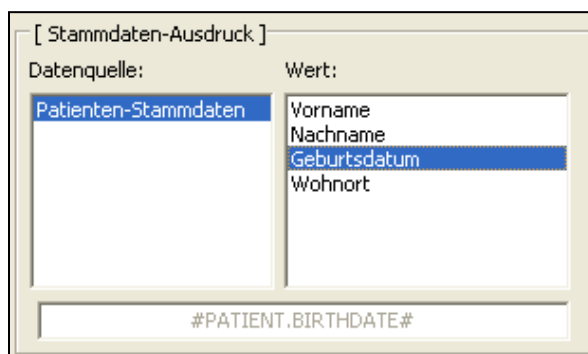 [ Stammdaten-Ausdruck ]
Datenquelle:
Wert:
Patienten-Stammdaten
Vorname
Nachname
Geburtsdatum
Wohnort
#PATIENT.BIRTHDATE#